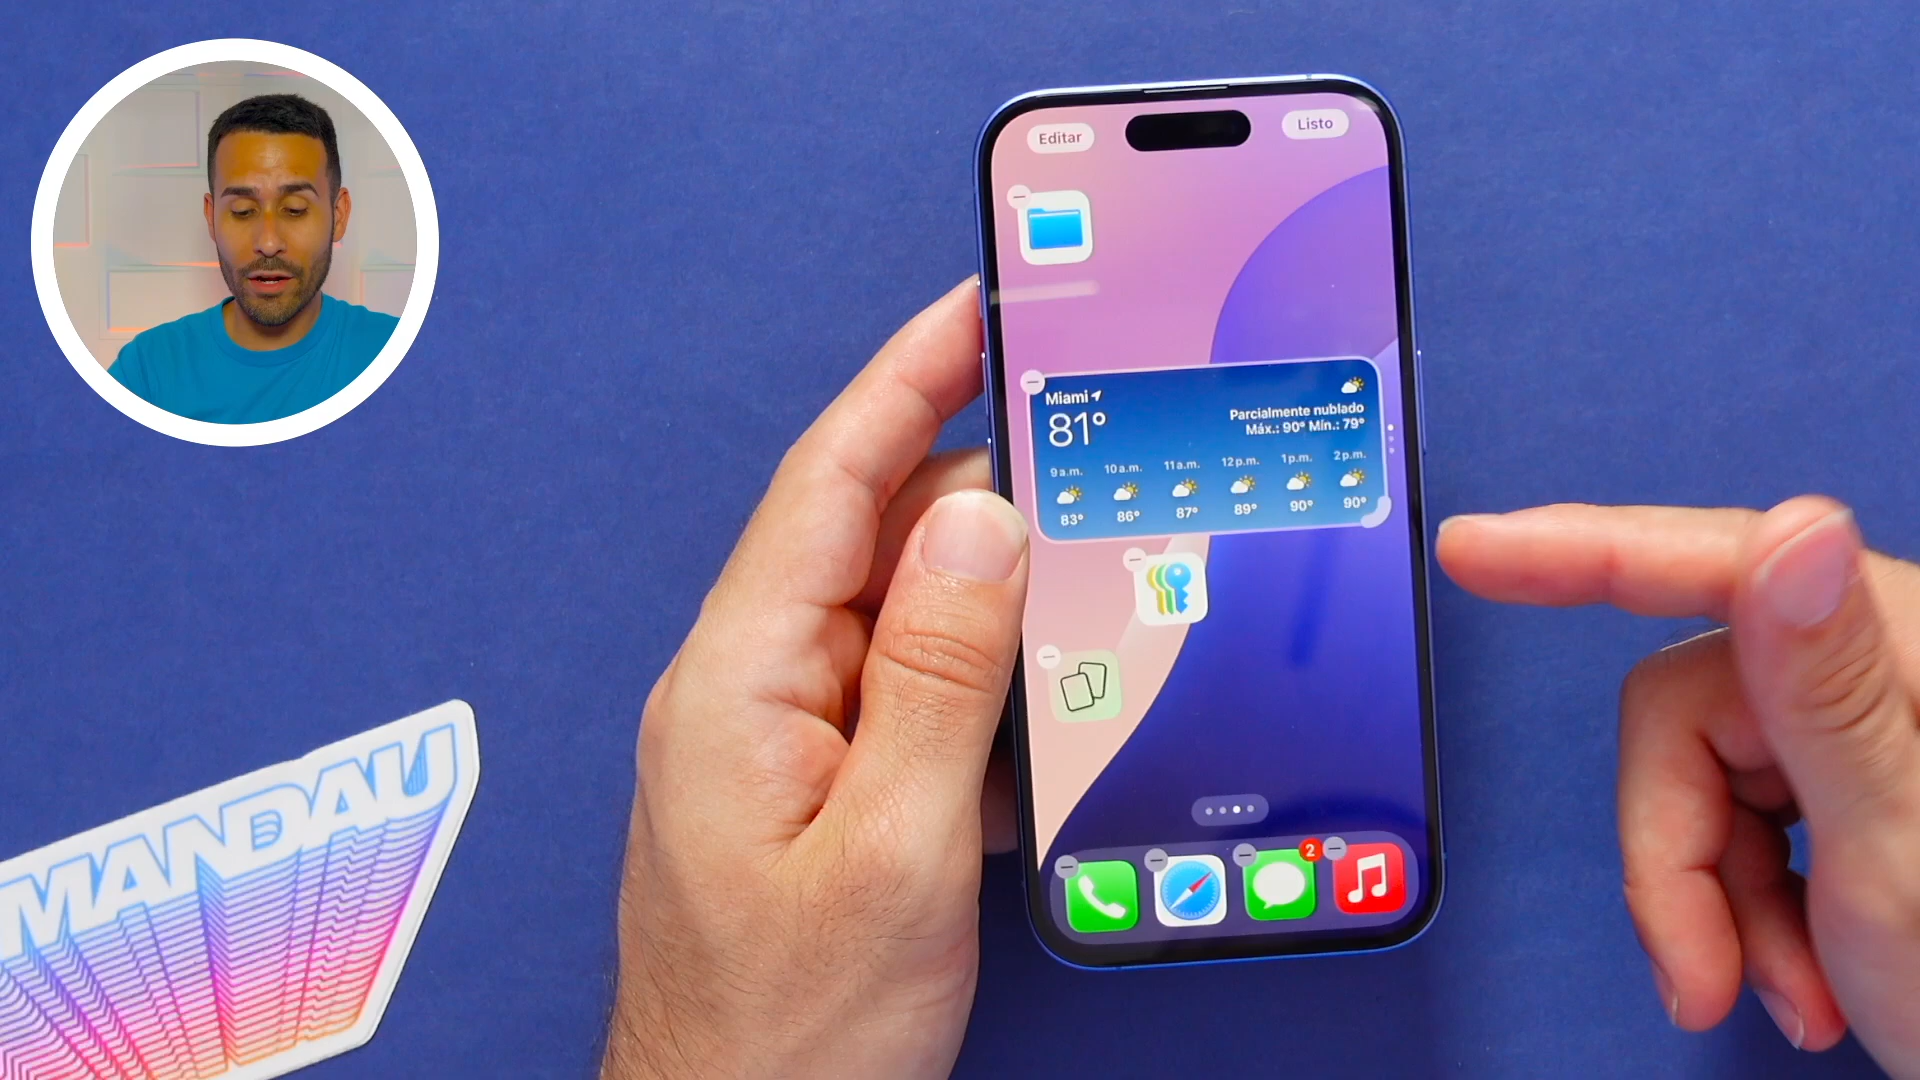 Editar
Listo
Miami
81°
Parcialmente nublado
Máx.: 90° Mín.: 79°
9 a.m. 10 a.m. 11 a.m. 12 p.m. 1 p.m. 2 p.m.
83° 86° 87° 89° 90° 90°
2
MANDAU